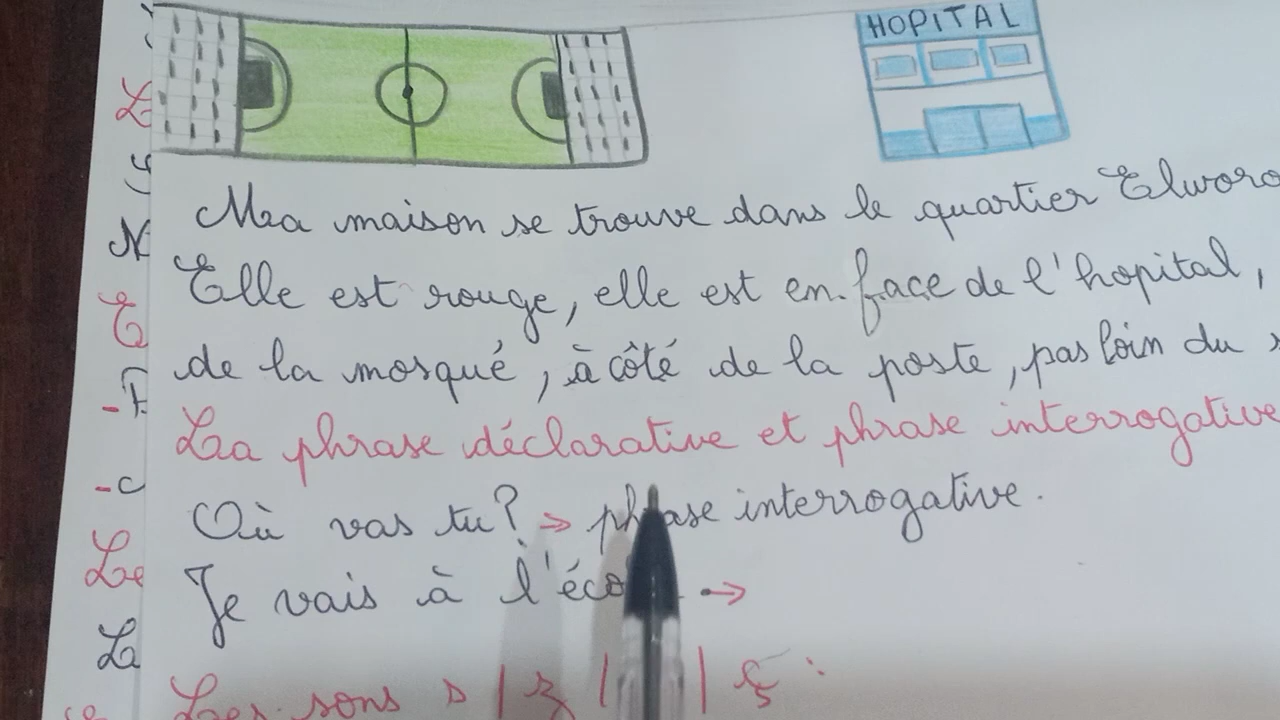 HOPITAL
Ma maison se trouve dans le quartier Elworo
Elle est rouge, elle est en face de l'hopital,
de la mosqué, à côté de la poste, pas loin du
La phrase déclarative et phrase interrogative
Où vas tu? → phrase interrogative.
Je vais à →
Les sons s | z | | ç :